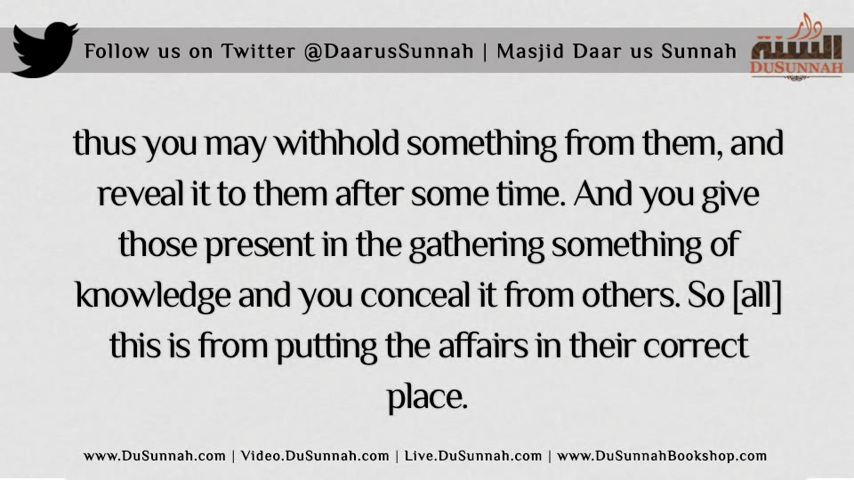 Follow us on Twitter @DaarusSunnah | Masjid Daar us Sunnah
دار
السنة
DUSUNNAH
thus you may withhold something from them, and
reveal it to them after some time. And you give
those present in the gathering something of
knowledge and you conceal it from others. So [all]
this is from putting the affairs in their correct
place.
www.DuSunnah.com | Video.DuSunnah.com | Live.DuSunnah.com | www.DuSunnahBookshop.com